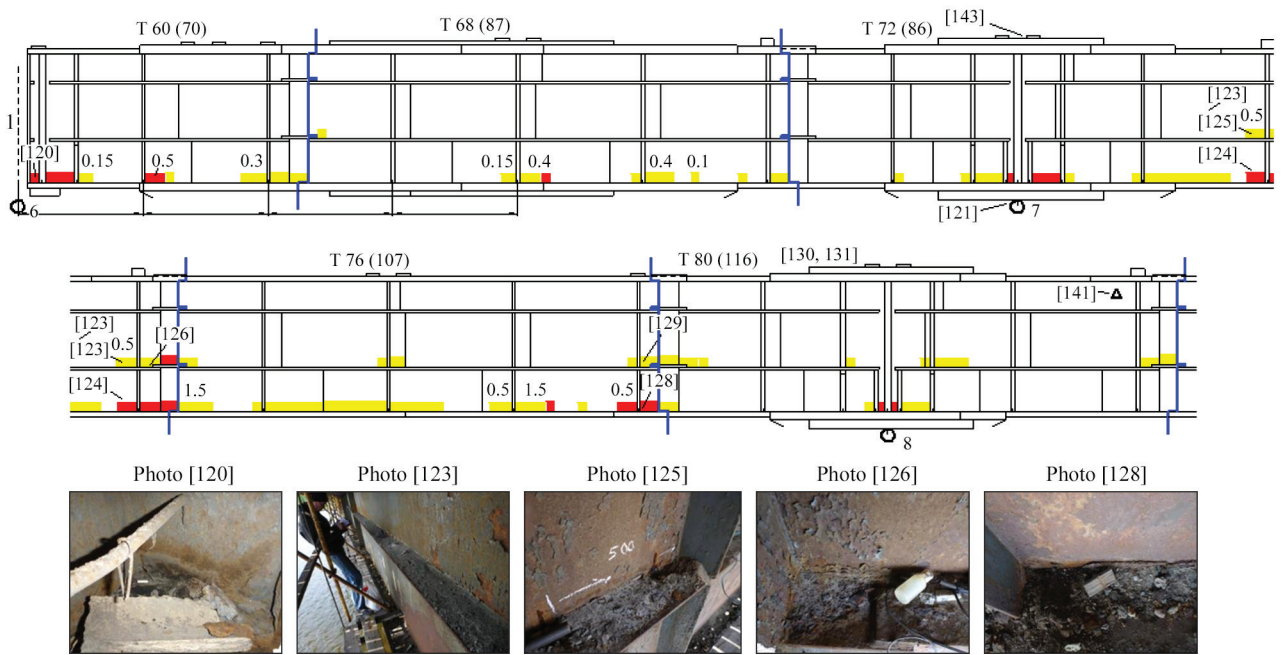 T 60 (70) T 68 (87) T 72 (86) [143]
[123]
1 [125] 0.5
[120] 0.15 0.5 0.3 0.15 0.4 0.4 0.1 [124]
6 [121] 7
T 76 (107) T 80 (116) [130, 131]
[141]
[123] [126] [129]
[123] 0.5
[124] 1.5 0.5 1.5 0.5 [128]
8
Photo [120] Photo [123] Photo [125] Photo [126] Photo [128]
500